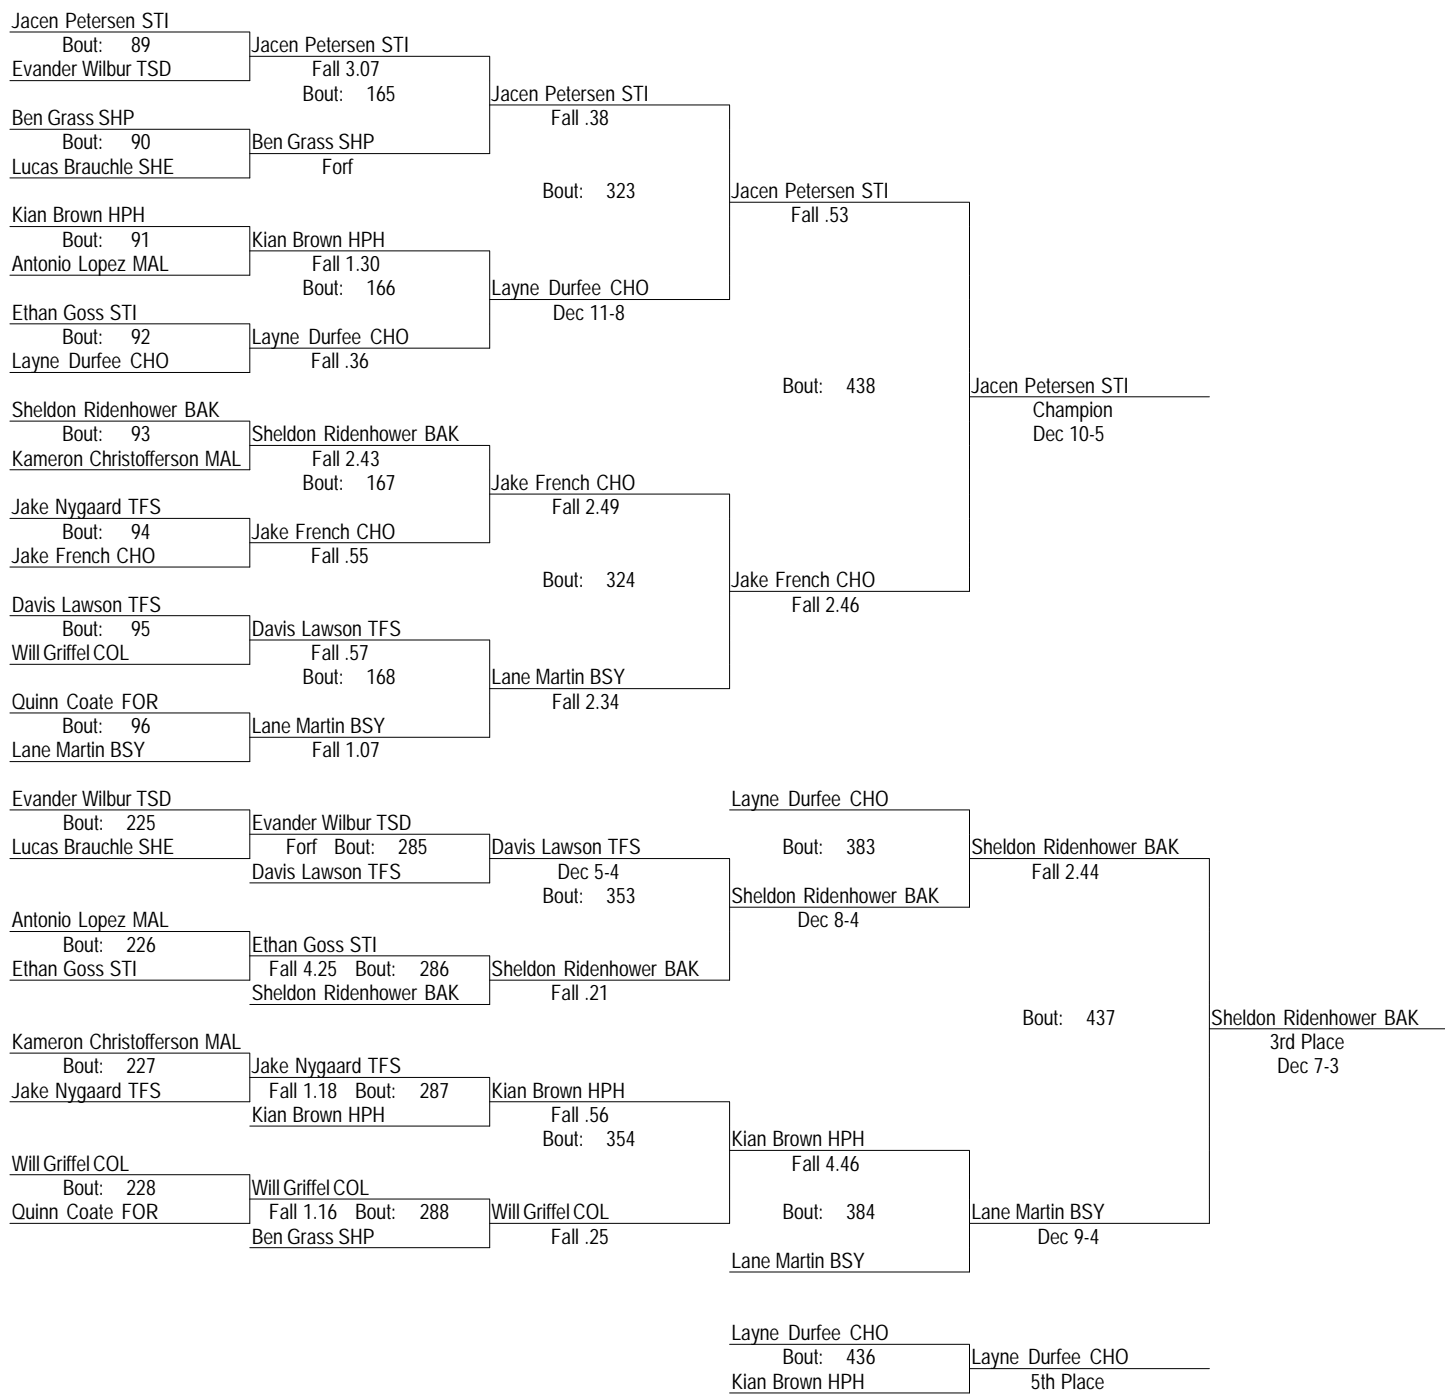 Jacen Petersen STI
Bout: 89
Evander Wilbur TSD
Jacen Petersen STI
Fall 3.07
Bout: 165
Ben Grass SHP
Bout: 90
Lucas Brauchle SHE
Ben Grass SHP
Forf
Jacen Petersen STI
Fall .38
Bout: 323
Kian Brown HPH
Bout: 91
Antonio Lopez MAL
Kian Brown HPH
Fall 1.30
Bout: 166
Ethan Goss STI
Bout: 92
Layne Durfee CHO
Layne Durfee CHO
Fall .36
Layne Durfee CHO
Dec 11-8
Jacen Petersen STI
Fall .53
Bout: 438
Jacen Petersen STI
Champion
Dec 10-5
Sheldon Ridenhower BAK
Bout: 93
Kameron Christofferson MAL
Sheldon Ridenhower BAK
Fall 2.43
Bout: 167
Jake Nygaard TFS
Bout: 94
Jake French CHO
Jake French CHO
Fall .55
Jake French CHO
Fall 2.49
Bout: 324
Davis Lawson TFS
Bout: 95
Will Griffel COL
Davis Lawson TFS
Fall .57
Bout: 168
Quinn Coate FOR
Bout: 96
Lane Martin BSY
Lane Martin BSY
Fall 1.07
Lane Martin BSY
Fall 2.34
Jake French CHO
Fall 2.46
Evander Wilbur TSD
Bout: 225
Lucas Brauchle SHE
Evander Wilbur TSD
Forf Bout: 285
Davis Lawson TFS
Davis Lawson TFS
Dec 5-4
Bout: 353
Antonio Lopez MAL
Bout: 226
Ethan Goss STI
Ethan Goss STI
Fall 4.25 Bout: 286
Sheldon Ridenhower BAK
Sheldon Ridenhower BAK
Fall .21
Layne Durfee CHO
Bout: 383
Sheldon Ridenhower BAK
Dec 8-4
Sheldon Ridenhower BAK
Fall 2.44
Bout: 437
Sheldon Ridenhower BAK
3rd Place
Dec 7-3
Kameron Christofferson MAL
Bout: 227
Jake Nygaard TFS
Jake Nygaard TFS
Fall 1.18 Bout: 287
Kian Brown HPH
Kian Brown HPH
Fall .56
Bout: 354
Will Griffel COL
Bout: 228
Quinn Coate FOR
Will Griffel COL
Fall 1.16 Bout: 288
Ben Grass SHP
Will Griffel COL
Fall .25
Kian Brown HPH
Fall 4.46
Bout: 384
Lane Martin BSY
Lane Martin BSY
Dec 9-4
Layne Durfee CHO
Bout: 436
Kian Brown HPH
Layne Durfee CHO
5th Place